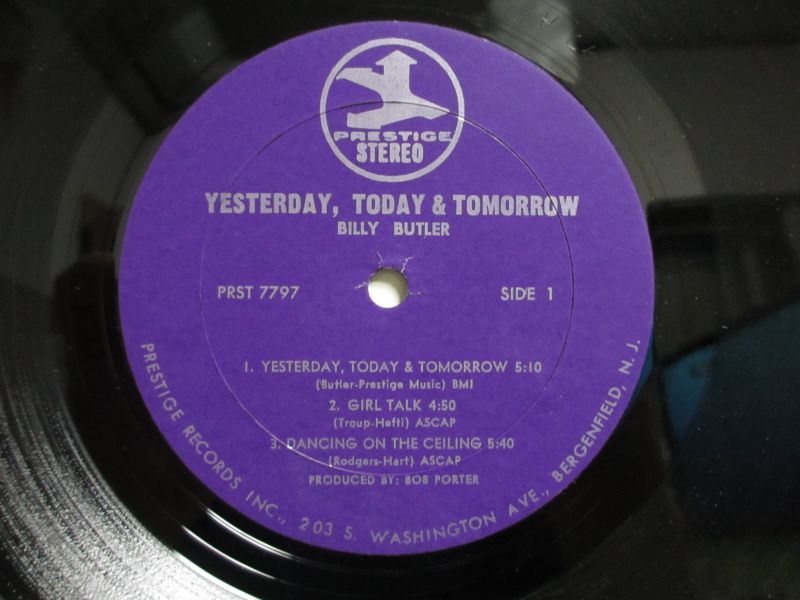 PRESTIGE
STEREO
YESTERDAY, TODAY & TOMORROW
BILLY BUTLER
PRST 7797
SIDE 1
1. YESTERDAY, TODAY & TOMORROW 5:10
(Butler-Prestige Music) BMI
2. GIRL TALK 4:50
(Troup-Hefti) ASCAP
3. DANCING ON THE CEILING 5:40
(Rodgers-Hart) ASCAP
PRODUCED BY: BOB PORTER
PRESTIGE RECORDS INC., 203 S. WASHINGTON AVE., BERGENFIELD, N. J.